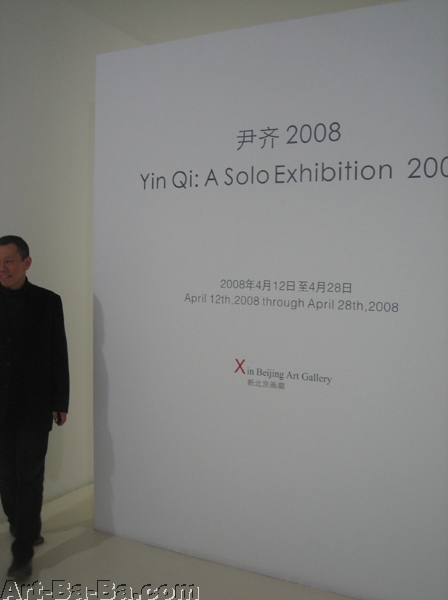 尹齐 2008
Yin Qi: A Solo Exhibition 200
2008年4月12日至4月28日
April 12th,2008 through April 28th,2008
Xin Beijing Art Gallery
新北京画廊
Art-Ba-Ba.com